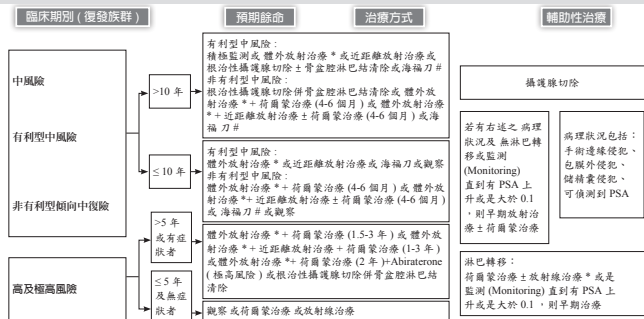 臨床期別 ( 復發族群 )
預期餘命
治療方式
輔助性治療
中風險
有利型中風險
非有利型傾向中復險
高及極高風險
>10 年
≤ 10 年
>5 年
或有症
狀者
≤ 5 年
及無症
狀者
有利型中風險 :
積極監測或 體外放射治療 * 或近距離放射治療或
根治性攝護腺切除 ± 骨盆腔淋巴結清除或海福刀 #
非有利型中風險 :
根治性攝護腺切除併骨盆腔淋巴結清除或 體外放
射治療 * + 荷爾蒙治療 (4-6 個月 ) 或 體外放射治療
* + 近距離放射治療 ± 荷爾蒙治療 (4-6 個月 ) 或海
福 刀 #
有利型中風險 :
體外放射治療 * 或近距離放射治療或 海福刀或觀察
非有利型中風險 :
體外放射治療 * + 荷爾蒙治療 (4-6 個月 ) 或 體外放
射治療 *+ 近距離放射治療 ± 荷爾蒙治療 (4-6 個月 )
或 海福刀 # 或觀察
體外放射治療 * + 荷爾蒙治療 (1.5-3 年 ) 或 體外放
射治療 * + 近距離放射治療 + 荷爾蒙治療 (1-3 年 )
或體外放射治療 *+ 荷爾蒙治療 (2 年 )+Abiraterone
( 極高風險 ) 或根治性攝護腺切除併骨盆腔淋巴結
清除
觀察 或荷爾蒙治療 或放射線治療
攝護腺切除
若有右述之 病理
狀況及 無淋巴轉
移或監測
(Monitoring)
直到有 PSA 上
升或是大於 0.1
，則早期放射治
療 ± 荷爾蒙治療
病理狀況包括：
手術邊緣侵犯、
包膜外侵犯、
儲精囊侵犯、
可偵測到 PSA
淋巴轉移：
荷爾蒙治療 ± 放射線治療 * 或是
監測 (Monitoring) 直到有 PSA 上
升或是大於 0.1 ，則早期治療